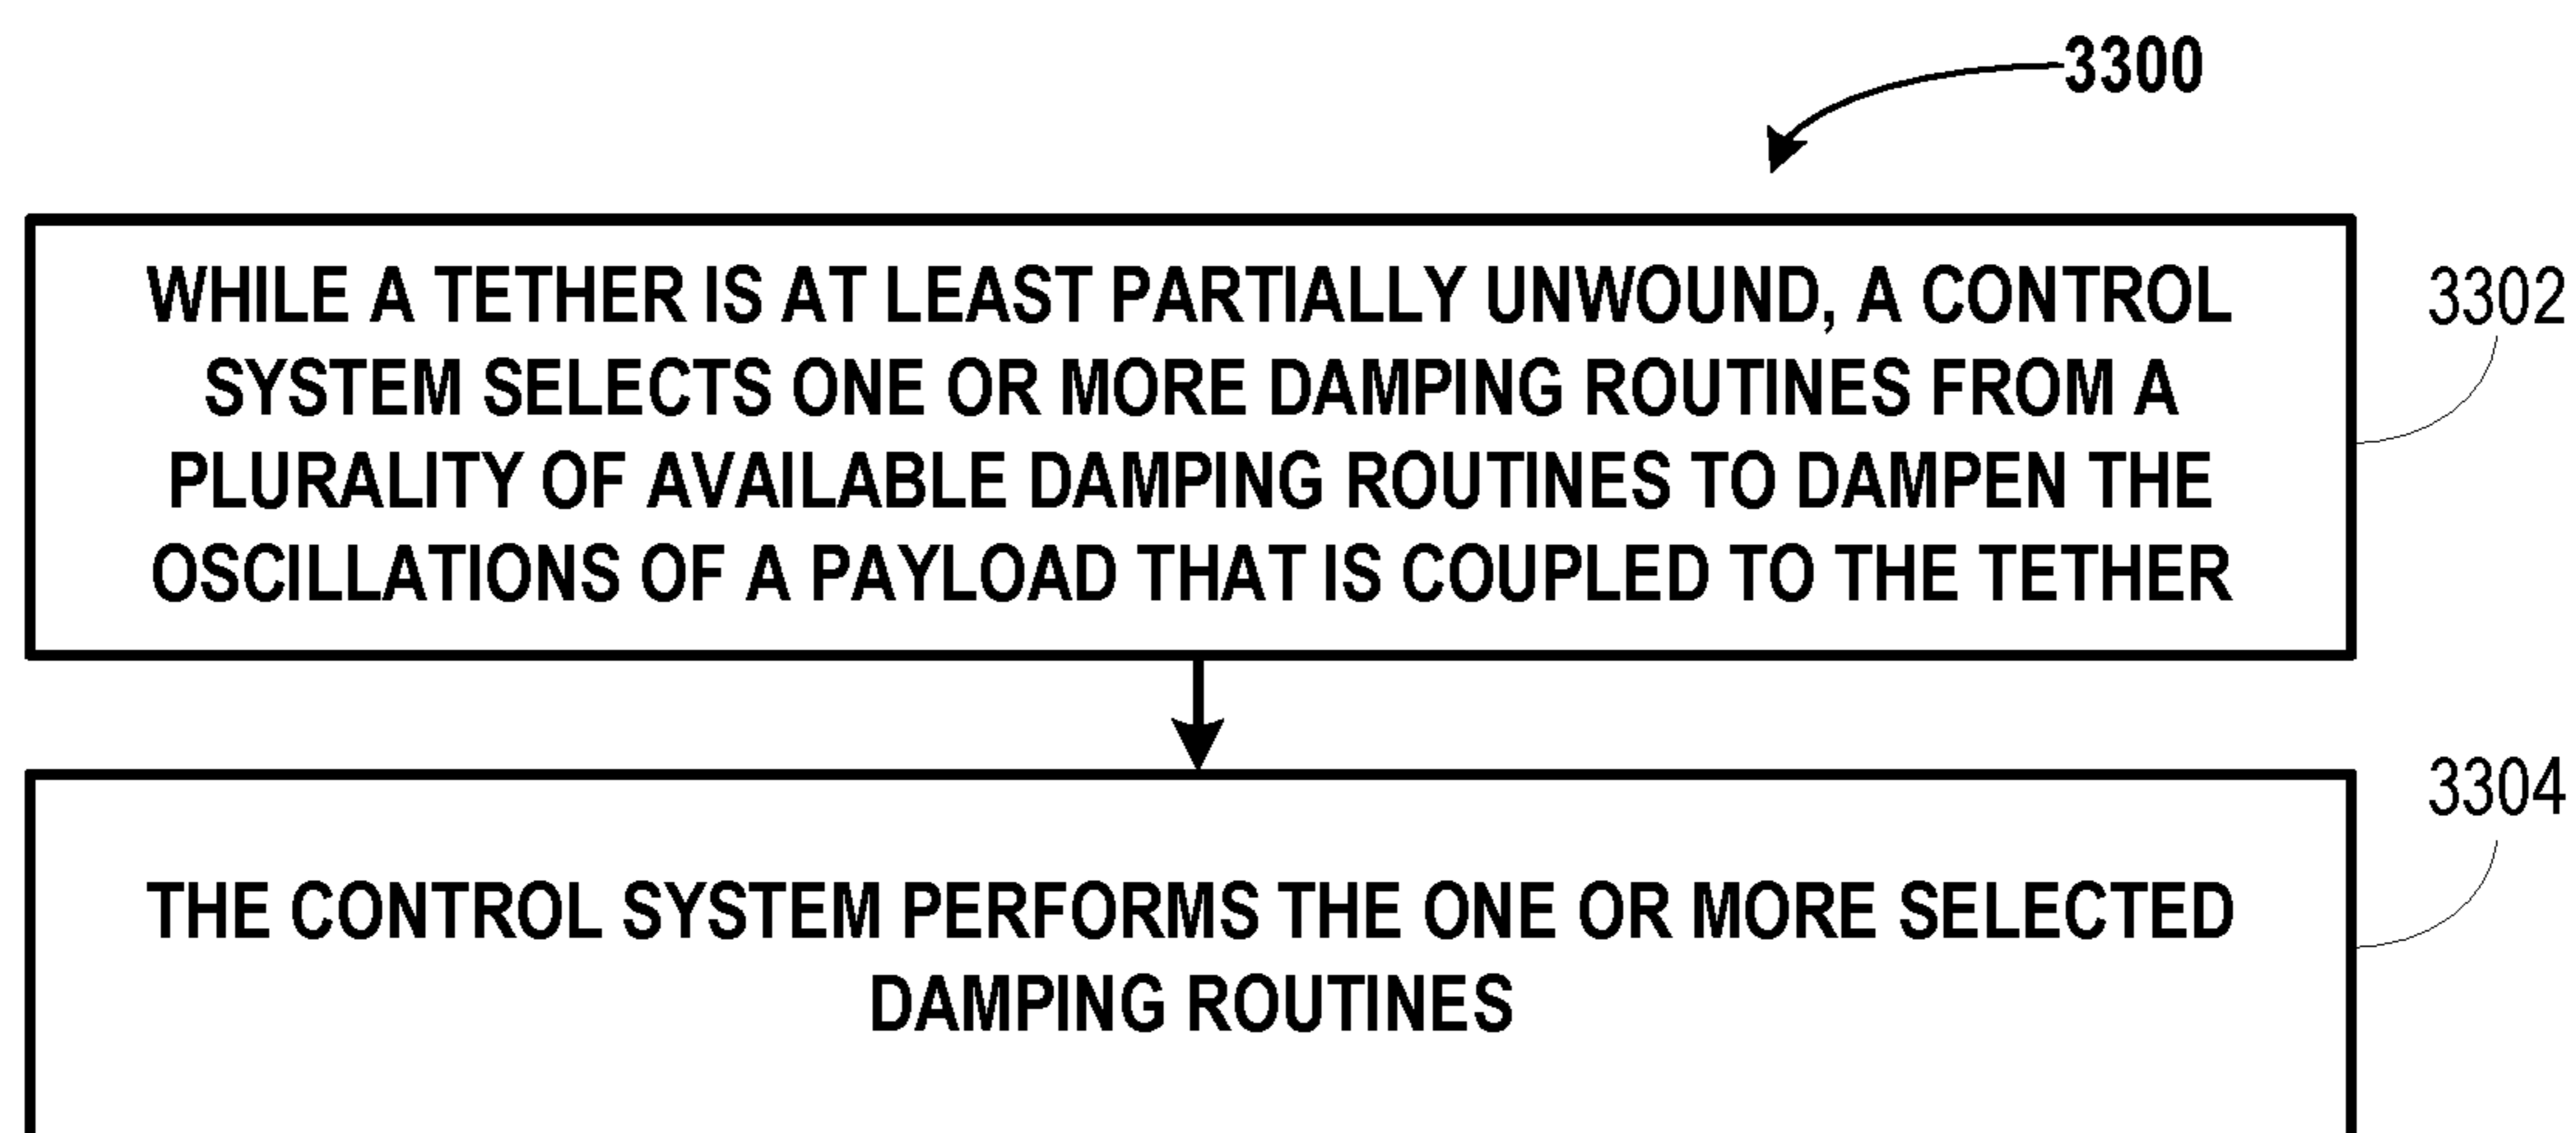 3300
WHILE A TETHER IS AT LEAST PARTIALLY UNWOUND, A CONTROL
SYSTEM SELECTS ONE OR MORE DAMPING ROUTINES FROM A
PLURALITY OF AVAILABLE DAMPING ROUTINES TO DAMPEN THE
OSCILLATIONS OF A PAYLOAD THAT IS COUPLED TO THE TETHER
3302
THE CONTROL SYSTEM PERFORMS THE ONE OR MORE SELECTED
DAMPING ROUTINES
3304